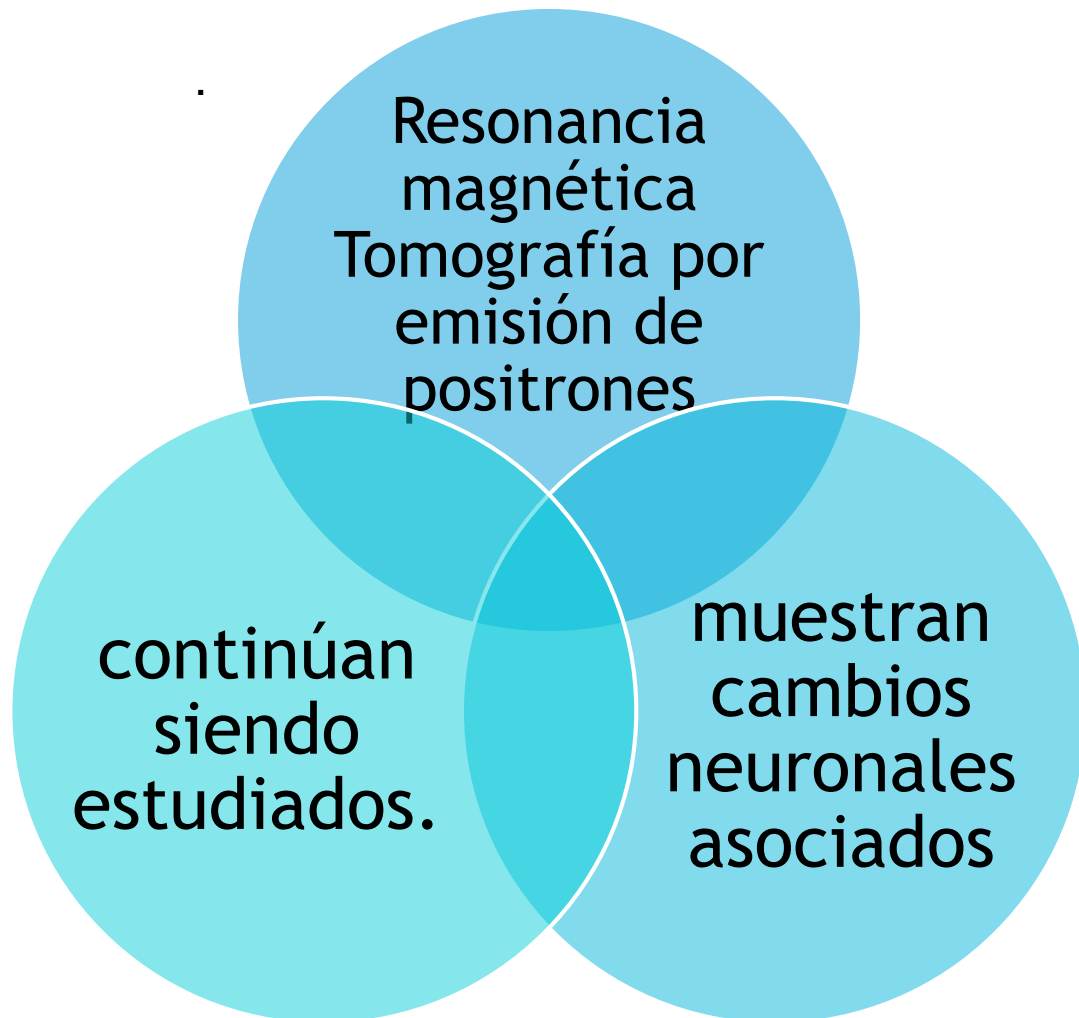 .
Resonancia
magnética
Tomografía por
emisión de
positrones
muestran
cambios
neuronales
asociados
continúan
siendo
estudiados.